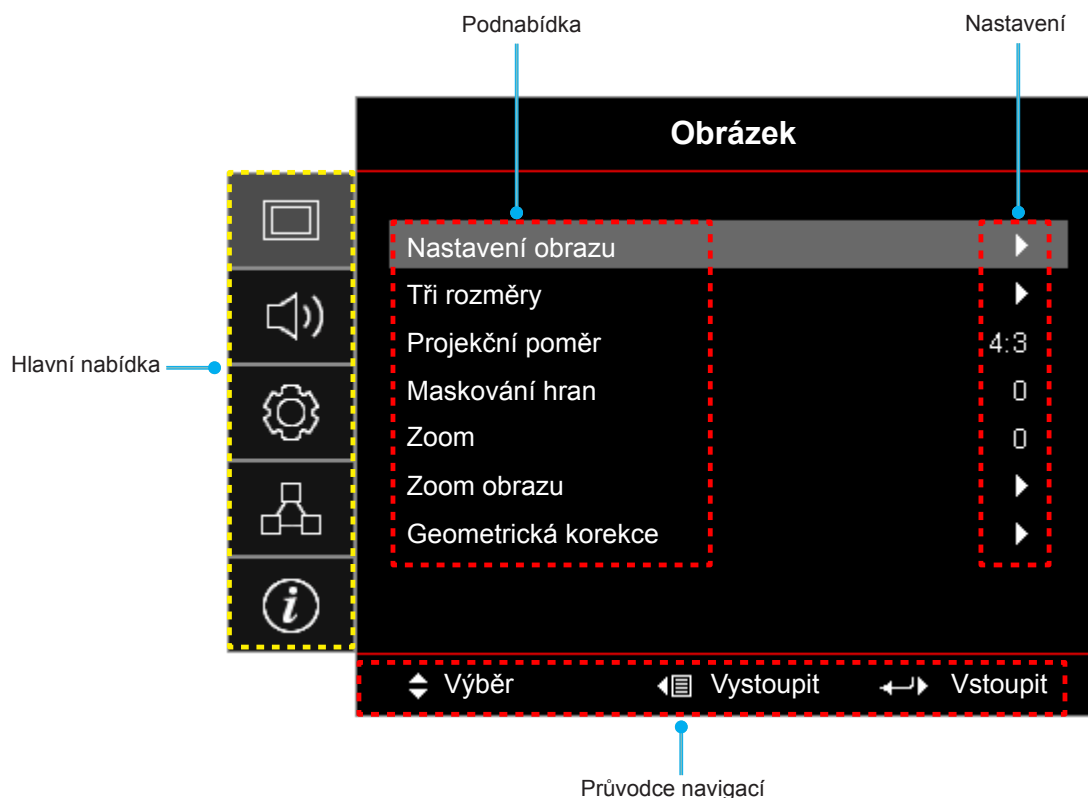 Podnabídka
Nastavení
Obrázek
Nastavení obrazu
Tři rozměry
Projekční poměr 4:3
Hlavní nabídka
Maskování hran 0
Zoom 0
Zoom obrazu
Geometrická korekce
i
Výběr Vystoupit Vstoupit
Průvodce navigací